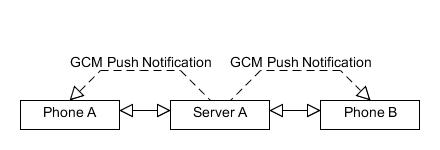 GCM Push Notification GCM Push Notification
Phone A Server A Phone B